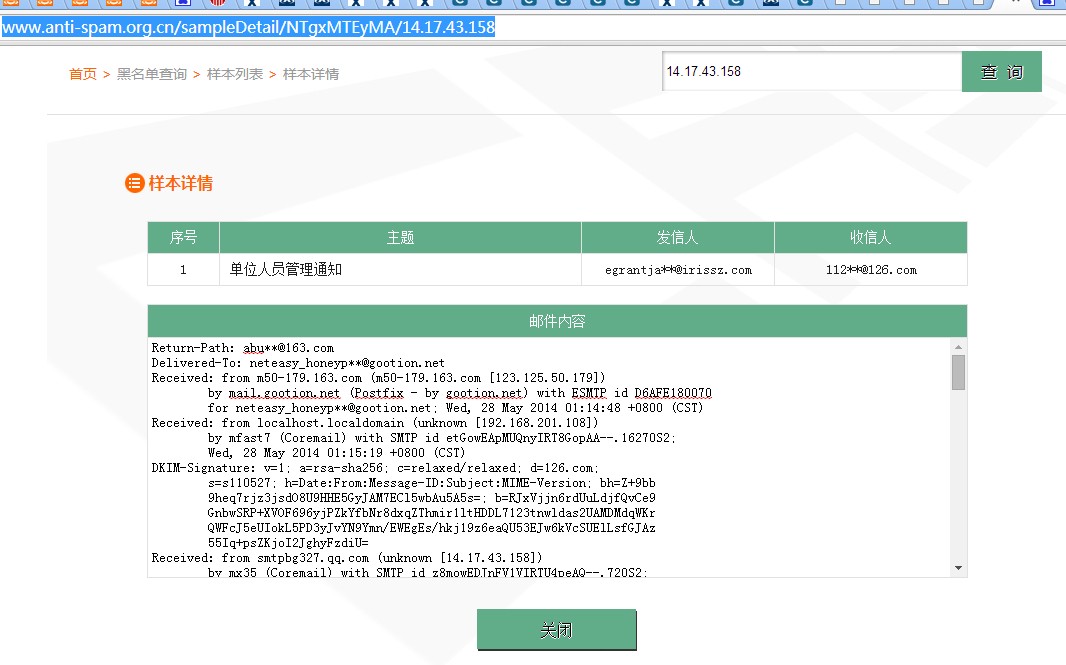 www.anti-spam.org.cn/sampleDetail/NTgxMTEyMA/14.17.43.158
首页 > 黑名单查询 > 样本列表 > 样本详情
14.17.43.158
查 询
样本详情
序号 主题 发信人 收信人
1 单位人员管理通知 egrantja**@irissz.com 112**@126.com
邮件内容
Return-Path: abu**@163.com
Delivered-To: neteasy_honeyp**@gootion.net
Received: from m50-179.163.com (m50-179.163.com [123.125.50.179])
by mail.gootion.net (Postfix - by gootion.net) with ESMTP id D6AFE180070
for neteasy_honeyp**@gootion.net; Wed, 28 May 2014 01:14:48 +0800 (CST)
Received: from localhost.localdomain (unknown [192.168.201.108])
by mfast7 (Coremail) with SMTP id etGowEApMUQnyIRT8GopAA--.16270S2;
Wed, 28 May 2014 01:15:19 +0800 (CST)
DKIM-Signature: v=1; a=rsa-sha256; c=relaxed/relaxed; d=126.com;
s=s110527; h=Date:From:Message-ID:Subject:MIME-Version; bh=Z+9bb
9heq7rjz3jsdO8U9HHE5GyJAM7ECl5wbAu5A5s=; b=RJxVjjn6rdUuLdjfQvCe9
GnbwSRP+XVOF696yjPZkYfbNr8dxqZThmir1ltHDDL7123tnwldas2UAMDMdqWKr
QWFcJ5eUIokL5PD3yJvYN9Ymn/EWEgEs/hkj19z6eaQU53EJw6kVcSUElLsfGJAz
55Iq+psZKjoI2JghyFzdiU=
Received: from smtpbg327.qq.com (unknown [14.17.43.158])
by mx35 (Coremail) with SMTP id z8mowEDJnFV1VIRTU4peAQ--.720S2;
关闭